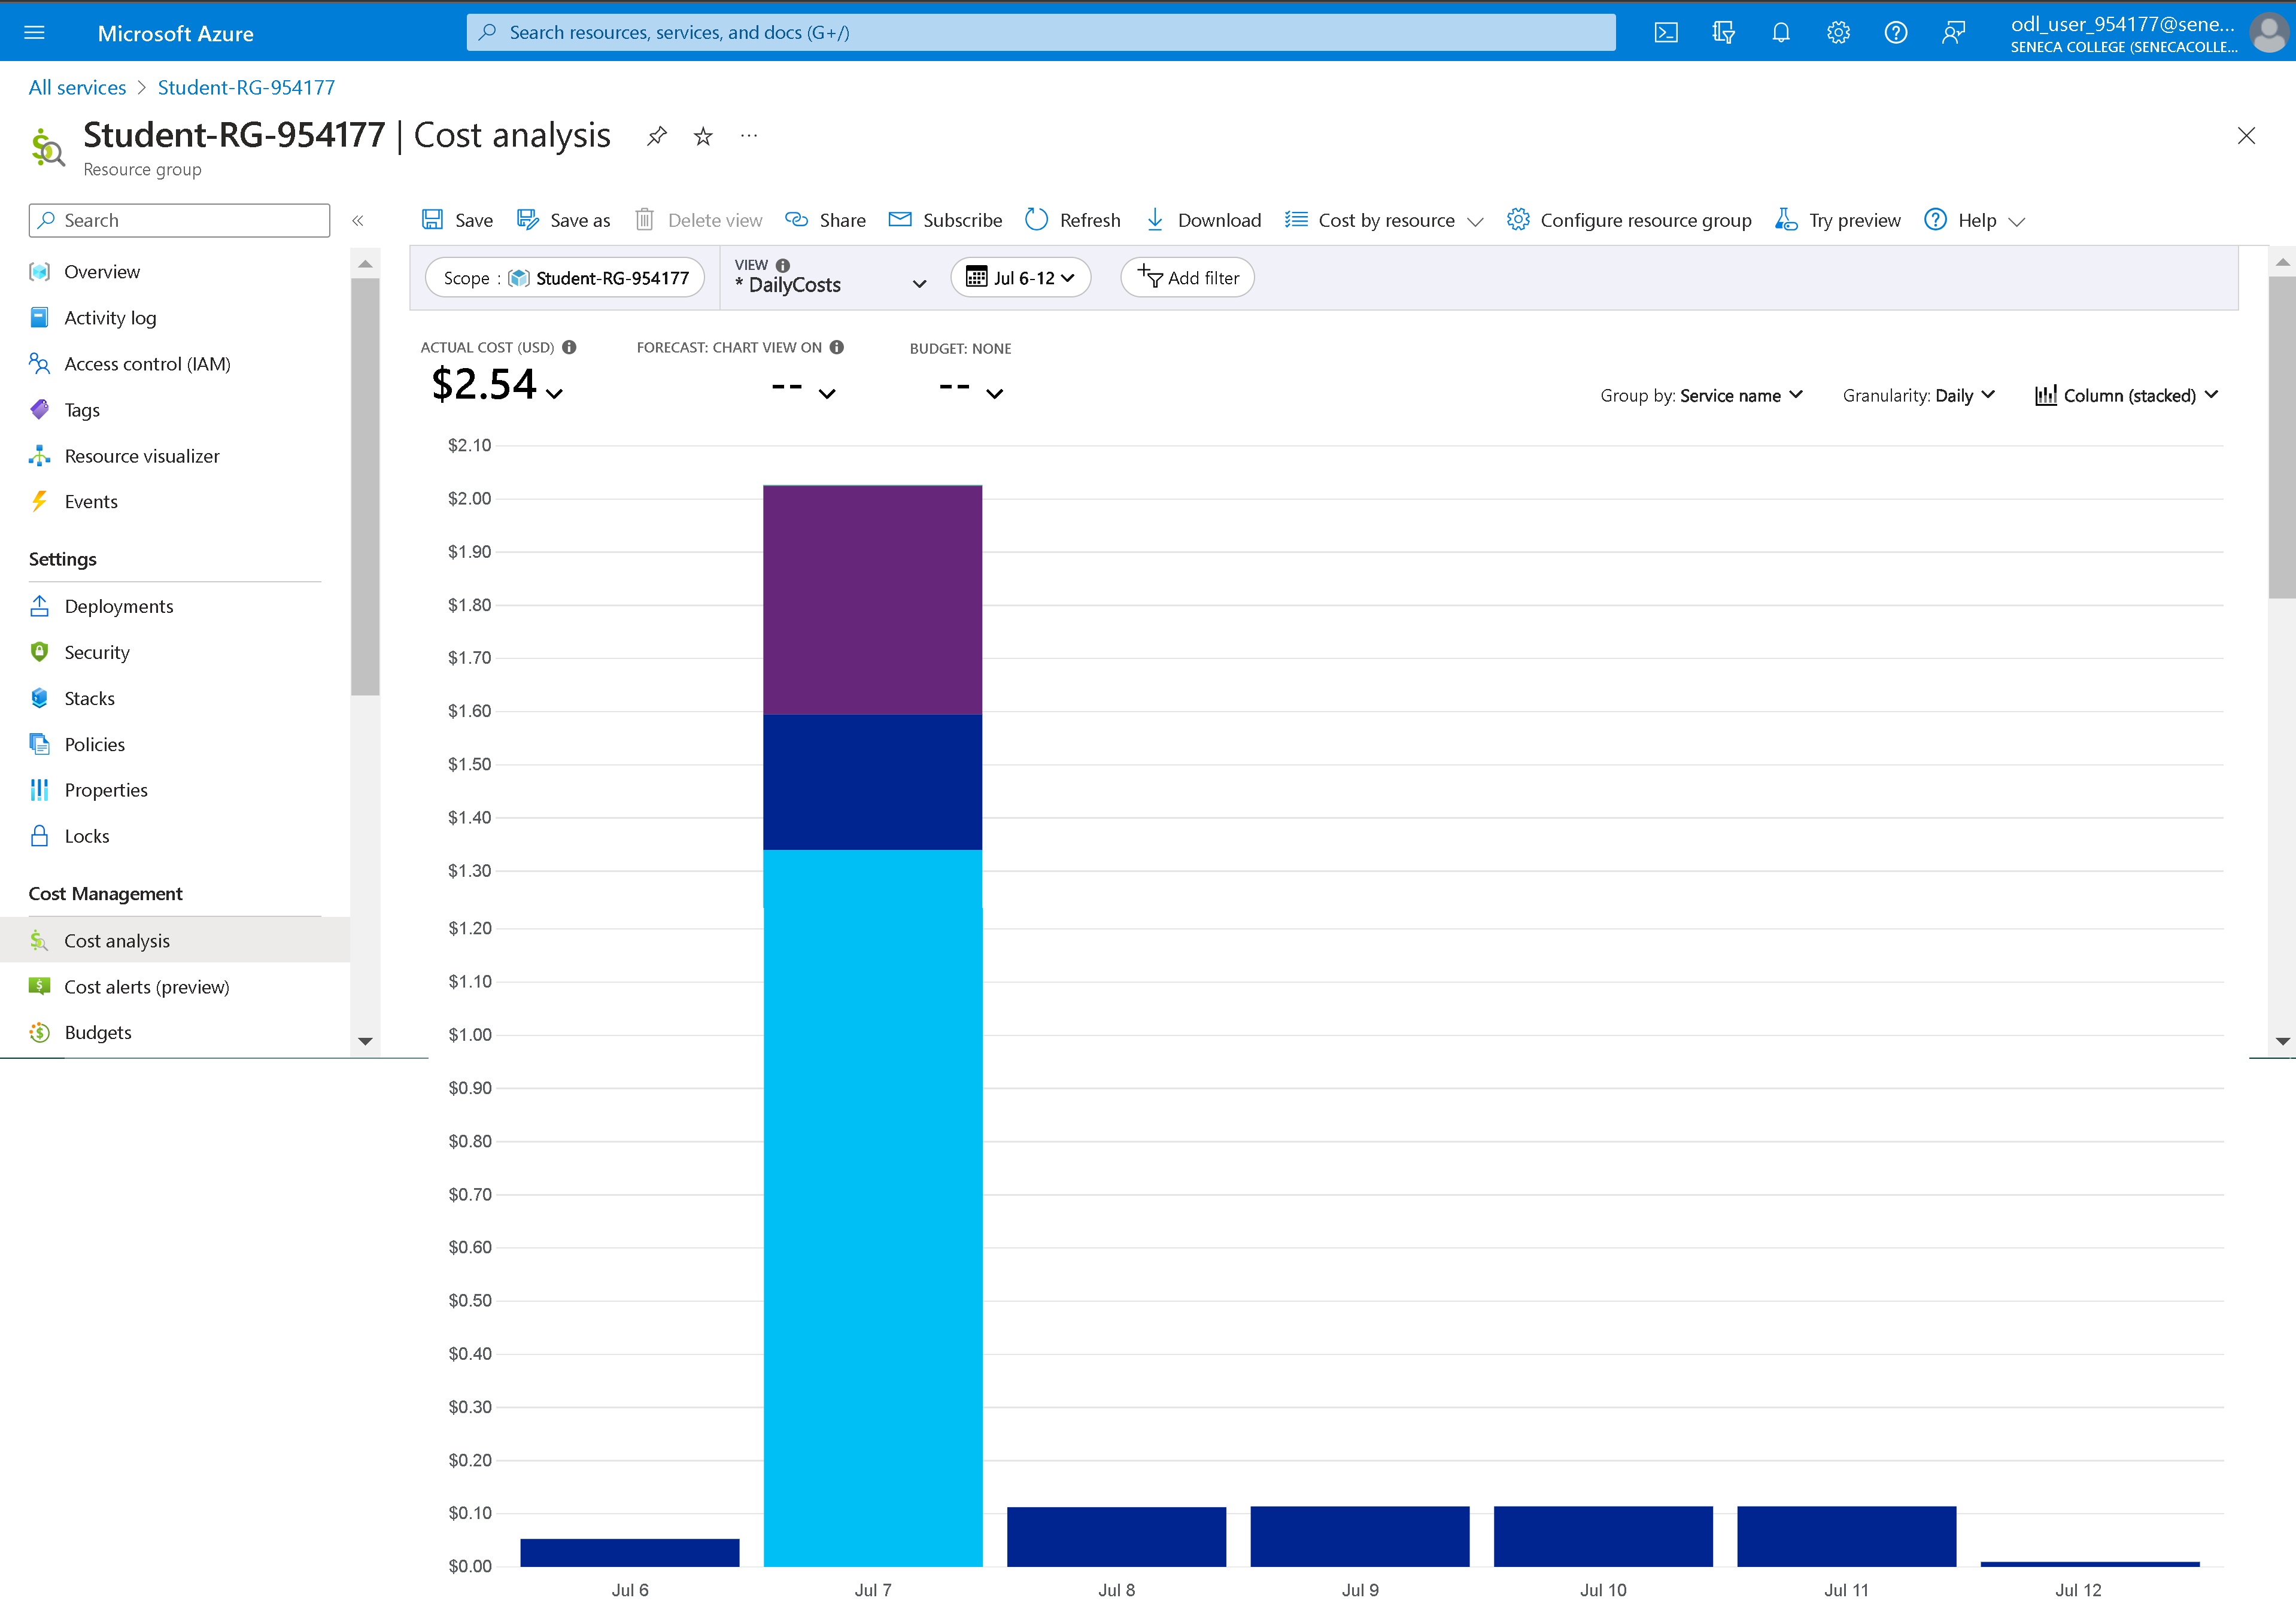 Microsoft Azure
Search resources, services, and docs (G+/)
odl_user_954177@sene...
SENECA COLLEGE (SENECACOLLE...
All services > Student-RG-954177
Student-RG-954177 | Cost analysis
Resource group
Search
Save
Save as
Delete view
Share
Subscribe
Refresh
Download
Cost by resource
Configure resource group
Try preview
Help
Overview
Activity log
Access control (IAM)
Tags
Resource visualizer
Events
Settings
Deployments
Security
Stacks
Policies
Properties
Locks
Cost Management
Cost analysis
Cost alerts (preview)
Budgets
Scope : Student-RG-954177
VIEW
* DailyCosts
Jul 6-12
Add filter
ACTUAL COST (USD)
$2.54
FORECAST: CHART VIEW ON
--
BUDGET: NONE
--
Group by: Service name
Granularity: Daily
Column (stacked)
$2.10
$2.00
$1.90
$1.80
$1.70
$1.60
$1.50
$1.40
$1.30
$1.20
$1.10
$1.00
$0.90
$0.80
$0.70
$0.60
$0.50
$0.40
$0.30
$0.20
$0.10
$0.00
Jul 6
Jul 7
Jul 8
Jul 9
Jul 10
Jul 11
Jul 12